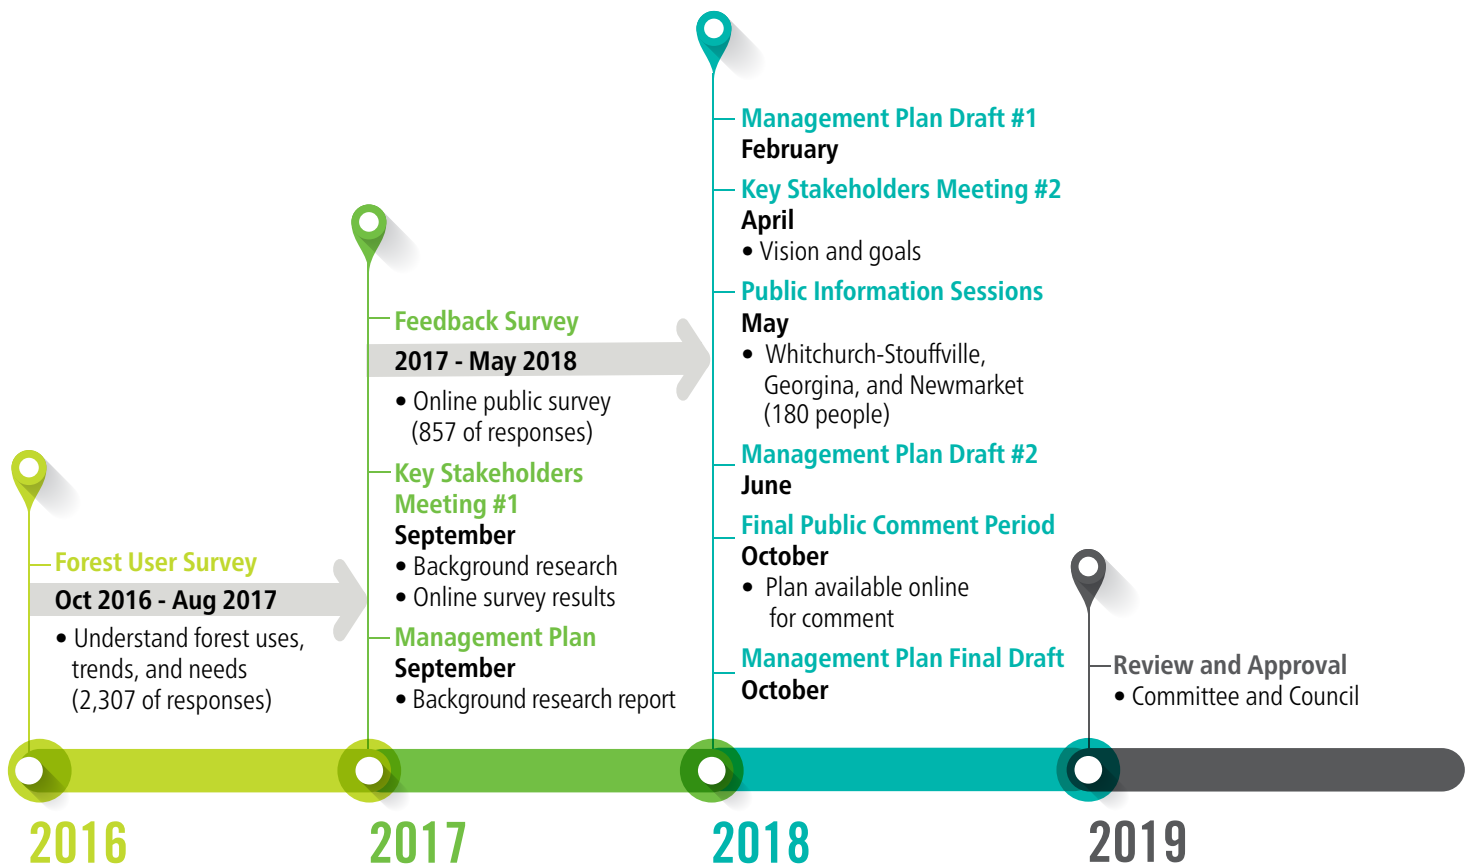 Forest User Survey
Oct 2016 - Aug 2017
• Understand forest uses,
trends, and needs
(2,307 of responses)
Feedback Survey
2017 - May 2018
• Online public survey
(857 of responses)
Key Stakeholders
Meeting #1
September
• Background research
• Online survey results
Management Plan
September
• Background research report
Management Plan Draft #1
February
Key Stakeholders Meeting #2
April
• Vision and goals
Public Information Sessions
May
• Whitchurch-Stouffville,
Georgina, and Newmarket
(180 people)
Management Plan Draft #2
June
Final Public Comment Period
October
• Plan available online
for comment
Management Plan Final Draft
October
Review and Approval
• Committee and Council
2016
2017
2018
2019